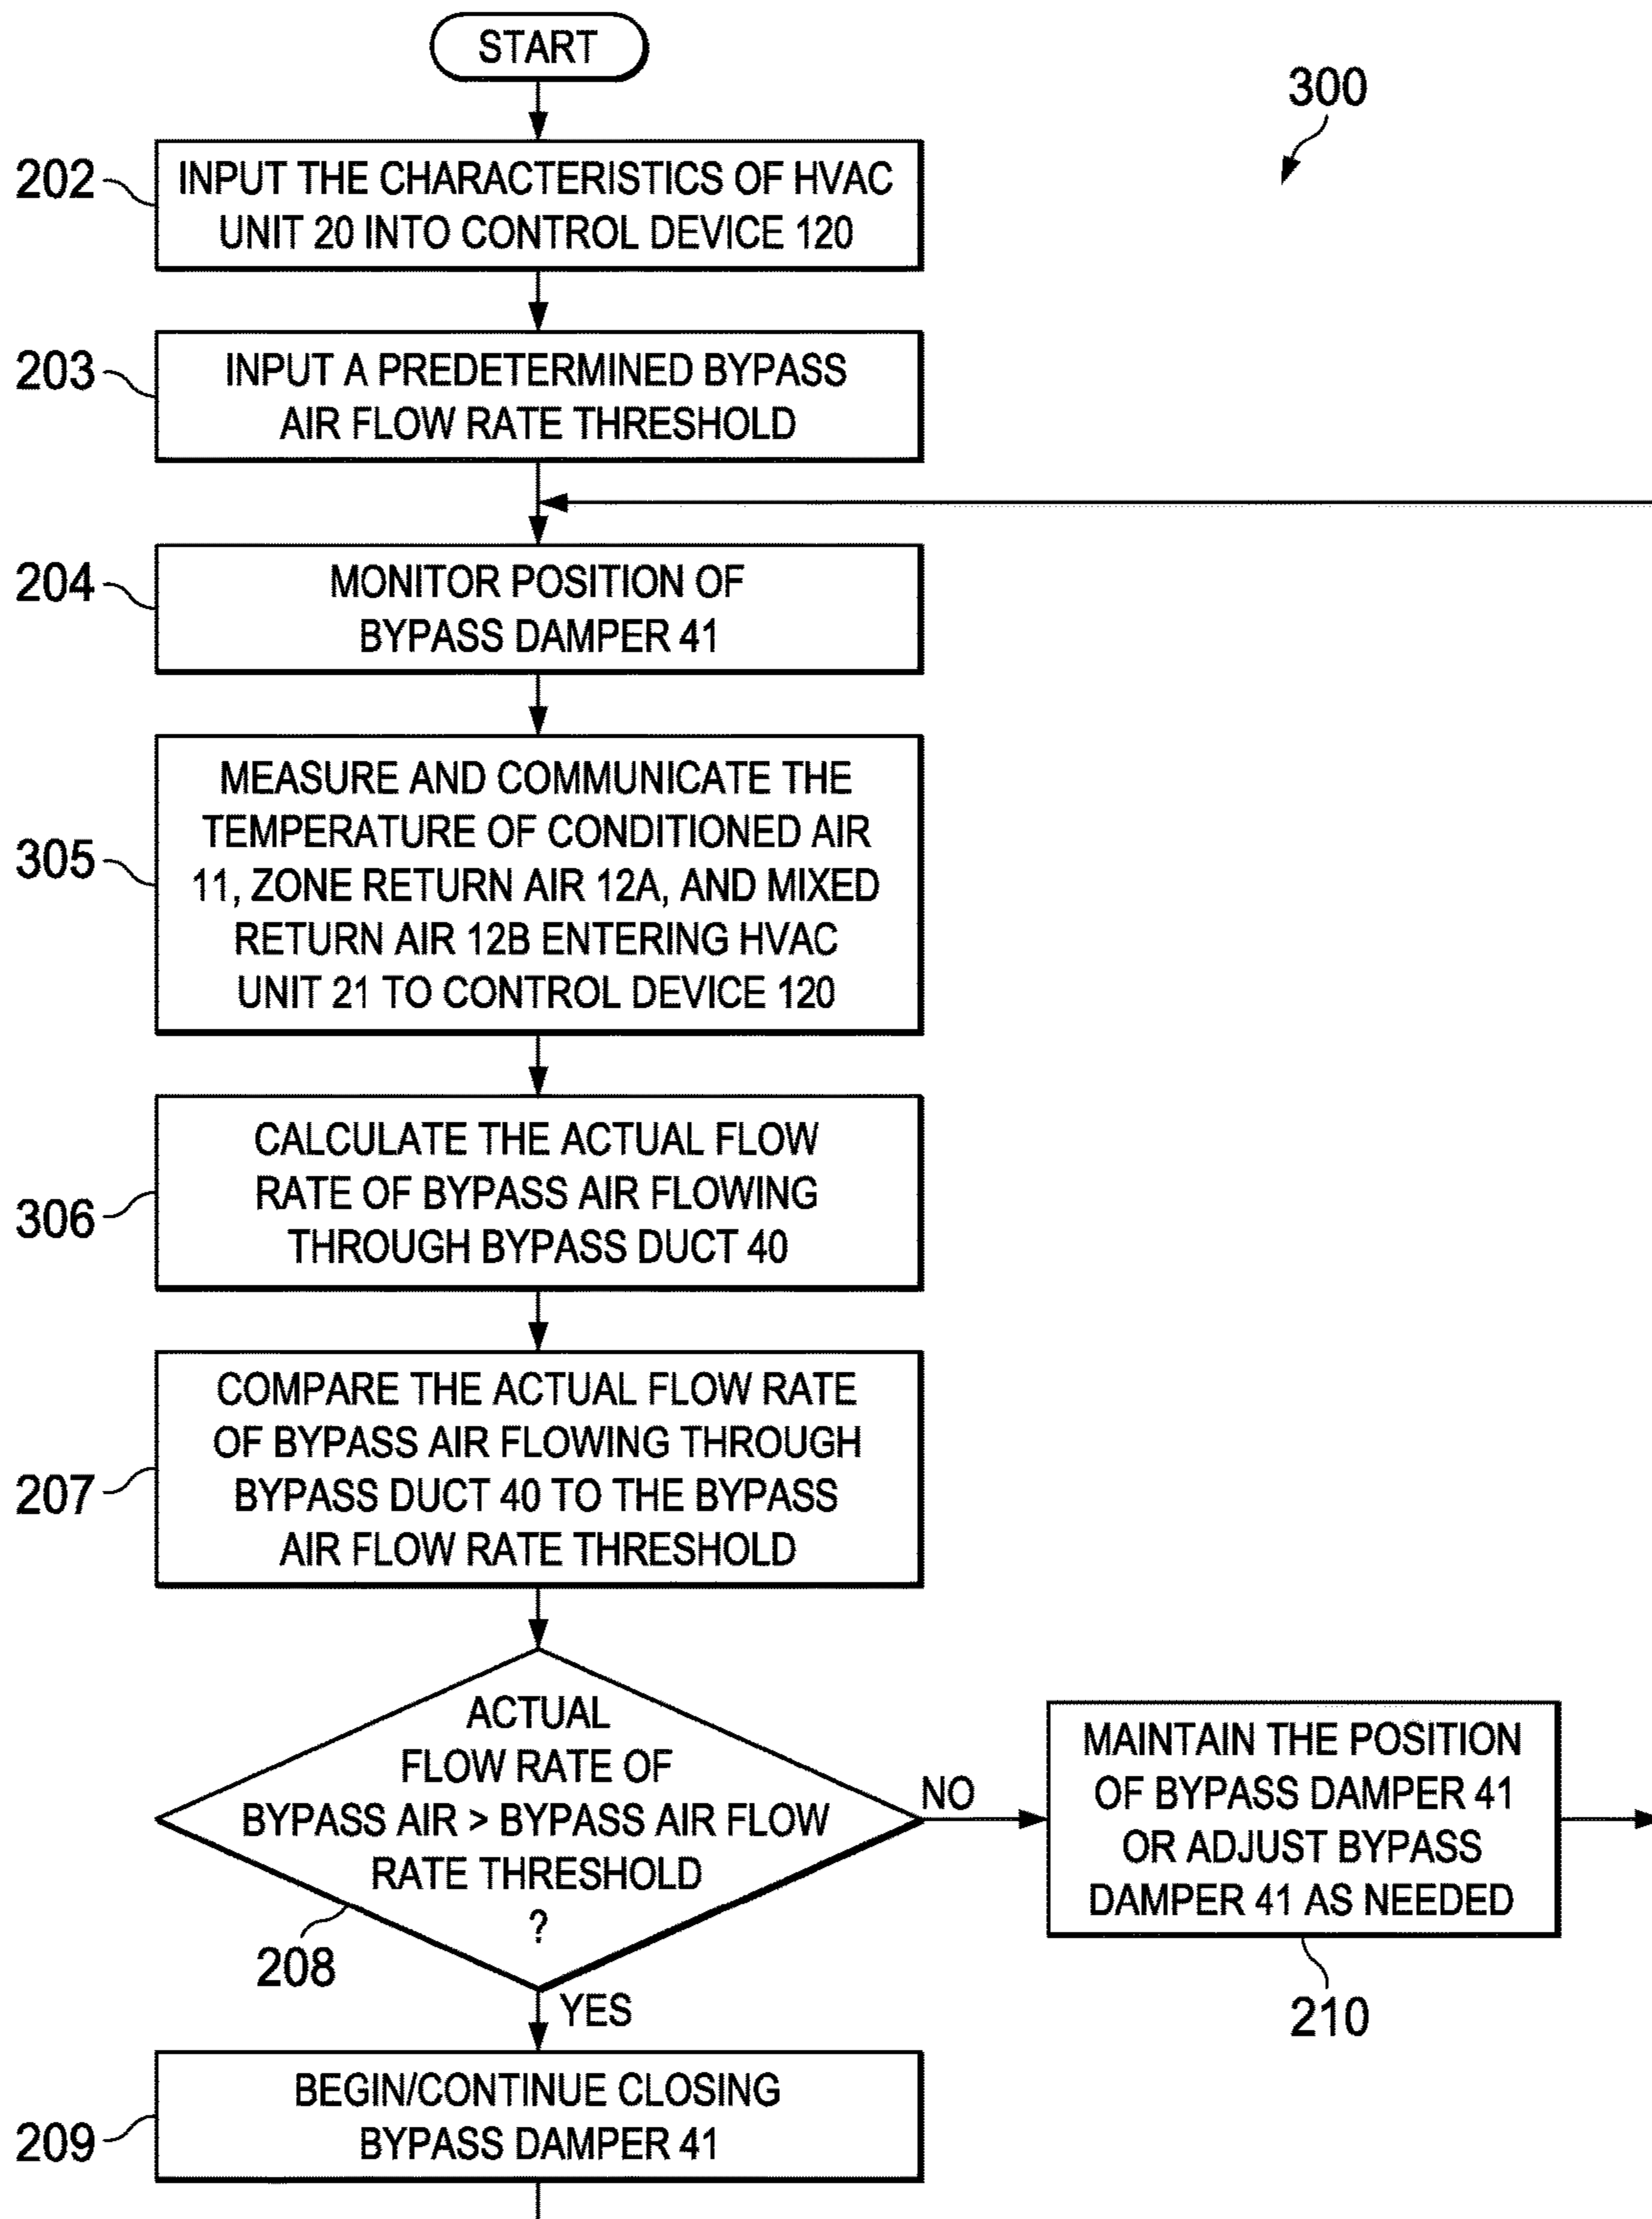 START
300
202
INPUT THE CHARACTERISTICS OF HVAC
UNIT 20 INTO CONTROL DEVICE 120
203
INPUT A PREDETERMINED BYPASS
AIR FLOW RATE THRESHOLD
204
MONITOR POSITION OF
BYPASS DAMPER 41
305
MEASURE AND COMMUNICATE THE
TEMPERATURE OF CONDITIONED AIR
11, ZONE RETURN AIR 12A, AND MIXED
RETURN AIR 12B ENTERING HVAC
UNIT 21 TO CONTROL DEVICE 120
306
CALCULATE THE ACTUAL FLOW
RATE OF BYPASS AIR FLOWING
THROUGH BYPASS DUCT 40
207
COMPARE THE ACTUAL FLOW RATE
OF BYPASS AIR FLOWING THROUGH
BYPASS DUCT 40 TO THE BYPASS
AIR FLOW RATE THRESHOLD
ACTUAL
FLOW RATE OF
BYPASS AIR > BYPASS AIR FLOW
RATE THRESHOLD
?
208
NO
MAINTAIN THE POSITION
OF BYPASS DAMPER 41
OR ADJUST BYPASS
DAMPER 41 AS NEEDED
210
YES
209
BEGIN/CONTINUE CLOSING
BYPASS DAMPER 41